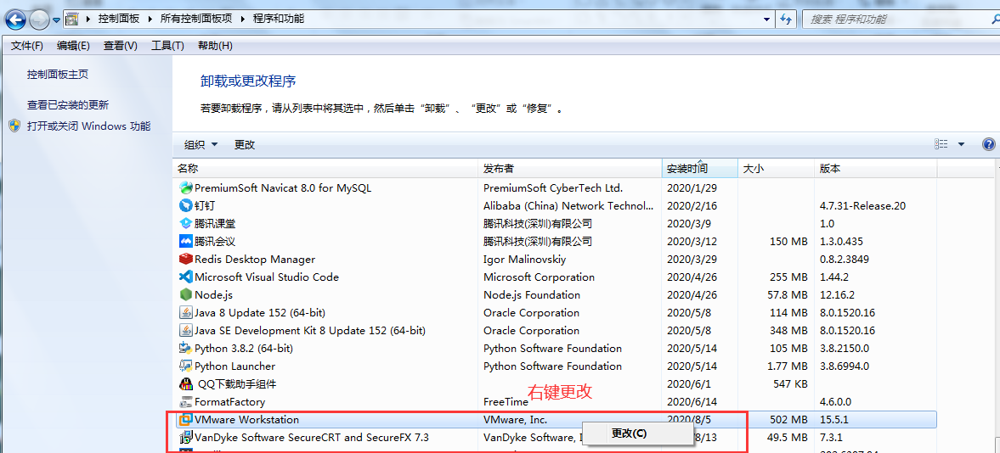 控制面板 ▸ 所有控制面板项 ▸ 程序和功能
搜索 程序和功能
文件(F) 编辑(E) 查看(V) 工具(T) 帮助(H)
控制面板主页
查看已安装的更新
打开或关闭 Windows 功能
卸载或更改程序
若要卸载程序，请从列表中将其选中，然后单击“卸载”、“更改”或“修复”。
组织 更改
名称 发布者 安装时间 大小 版本
PremiumSoft Navicat 8.0 for MySQL PremiumSoft CyberTech Ltd. 2020/1/29
钉钉 Alibaba (China) Network Technol... 2020/2/16 4.7.31-Release.20
腾讯课堂 腾讯科技(深圳)有限公司 2020/3/9 1.0
腾讯会议 腾讯科技(深圳)有限公司 2020/3/12 150 MB 1.3.0.435
Redis Desktop Manager Igor Malinovskiy 2020/3/29 0.8.2.3849
Microsoft Visual Studio Code Microsoft Corporation 2020/4/26 255 MB 1.44.2
Node.js Node.js Foundation 2020/4/26 57.8 MB 12.16.2
Java 8 Update 152 (64-bit) Oracle Corporation 2020/5/8 114 MB 8.0.1520.16
Java SE Development Kit 8 Update 152 (64-bit) Oracle Corporation 2020/5/8 348 MB 8.0.1520.16
Python 3.8.2 (64-bit) Python Software Foundation 2020/5/14 105 MB 3.8.2150.0
Python Launcher Python Software Foundation 2020/5/14 1.77 MB 3.8.6994.0
QQ下载助手组件 2020/6/1 547 KB
右键更改
FormatFactory FreeTime 2020/6/14 4.6.0.0
VMware Workstation VMware, Inc. 2020/8/5 502 MB 15.5.1
更改(C)
VanDyke Software SecureCRT and SecureFX 7.3 VanDyke Software, 8/13 49.5 MB 7.3.1